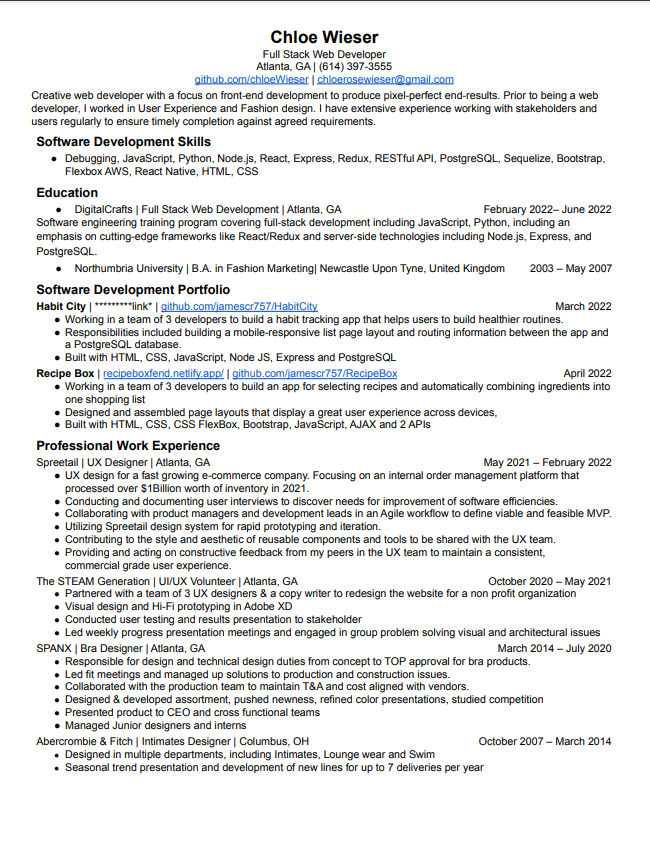 Chloe Wieser
Full Stack Web Developer
Atlanta, GA | (614) 397-3555
github.com/chloeWieser | chloerosewieser@gmail.com
Creative web developer with a focus on front-end development to produce pixel-perfect end-results. Prior to being a web
developer, I worked in User Experience and Fashion design. I have extensive experience working with stakeholders and
users regularly to ensure timely completion against agreed requirements.
Software Development Skills
● Debugging, JavaScript, Python, Node.js, React, Express, Redux, RESTful API, PostgreSQL, Sequelize, Bootstrap,
Flexbox AWS, React Native, HTML, CSS
Education
● DigitalCrafts | Full Stack Web Development | Atlanta, GA February 2022– June 2022
Software engineering training program covering full-stack development including JavaScript, Python, including an
emphasis on cutting-edge frameworks like React/Redux and server-side technologies including Node.js, Express, and
PostgreSQL.
● Northumbria University | B.A. in Fashion Marketing| Newcastle Upon Tyne, United Kingdom 2003 – May 2007
Software Development Portfolio
Habit City | *********link* | github.com/jamescr757/HabitCity March 2022
● Working in a team of 3 developers to build a habit tracking app that helps users to build healthier routines.
● Responsibilities included building a mobile-responsive list page layout and routing information between the app and
a PostgreSQL database.
● Built with HTML, CSS, JavaScript, Node JS, Express and PostgreSQL
Recipe Box | recipeboxfend.netlify.app/ | github.com/jamescr757/RecipeBox April 2022
● Working in a team of 3 developers to build an app for selecting recipes and automatically combining ingredients into
one shopping list
● Designed and assembled page layouts that display a great user experience across devices,
● Built with HTML, CSS, CSS FlexBox, Bootstrap, JavaScript, AJAX and 2 APIs
Professional Work Experience
Spreetail | UX Designer | Atlanta, GA May 2021 – February 2022
● UX design for a fast growing e-commerce company. Focusing on an internal order management platform that
processed over $1Billion worth of inventory in 2021.
● Conducting and documenting user interviews to discover needs for improvement of software efficiencies.
● Collaborating with product managers and development leads in an Agile workflow to define viable and feasible MVP.
● Utilizing Spreetail design system for rapid prototyping and iteration.
● Contributing to the style and aesthetic of reusable components and tools to be shared with the UX team.
● Providing and acting on constructive feedback from my peers in the UX team to maintain a consistent,
commercial grade user experience.
The STEAM Generation | UI/UX Volunteer | Atlanta, GA October 2020 – May 2021
● Partnered with a team of 3 UX designers & a copy writer to redesign the website for a non profit organization
● Visual design and Hi-Fi prototyping in Adobe XD
● Conducted user testing and results presentation to stakeholder
● Led weekly progress presentation meetings and engaged in group problem solving visual and architectural issues
SPANX | Bra Designer | Atlanta, GA March 2014 – July 2020
● Responsible for design and technical design duties from concept to TOP approval for bra products.
● Led fit meetings and managed up solutions to production and construction issues.
● Collaborated with the production team to maintain T&A and cost aligned with vendors.
● Designed & developed assortment, pushed newness, refined color presentations, studied competition
● Presented product to CEO and cross functional teams
● Managed Junior designers and interns
Abercrombie & Fitch | Intimates Designer | Columbus, OH October 2007 – March 2014
● Designed in multiple departments, including Intimates, Lounge wear and Swim
● Seasonal trend presentation and development of new lines for up to 7 deliveries per year